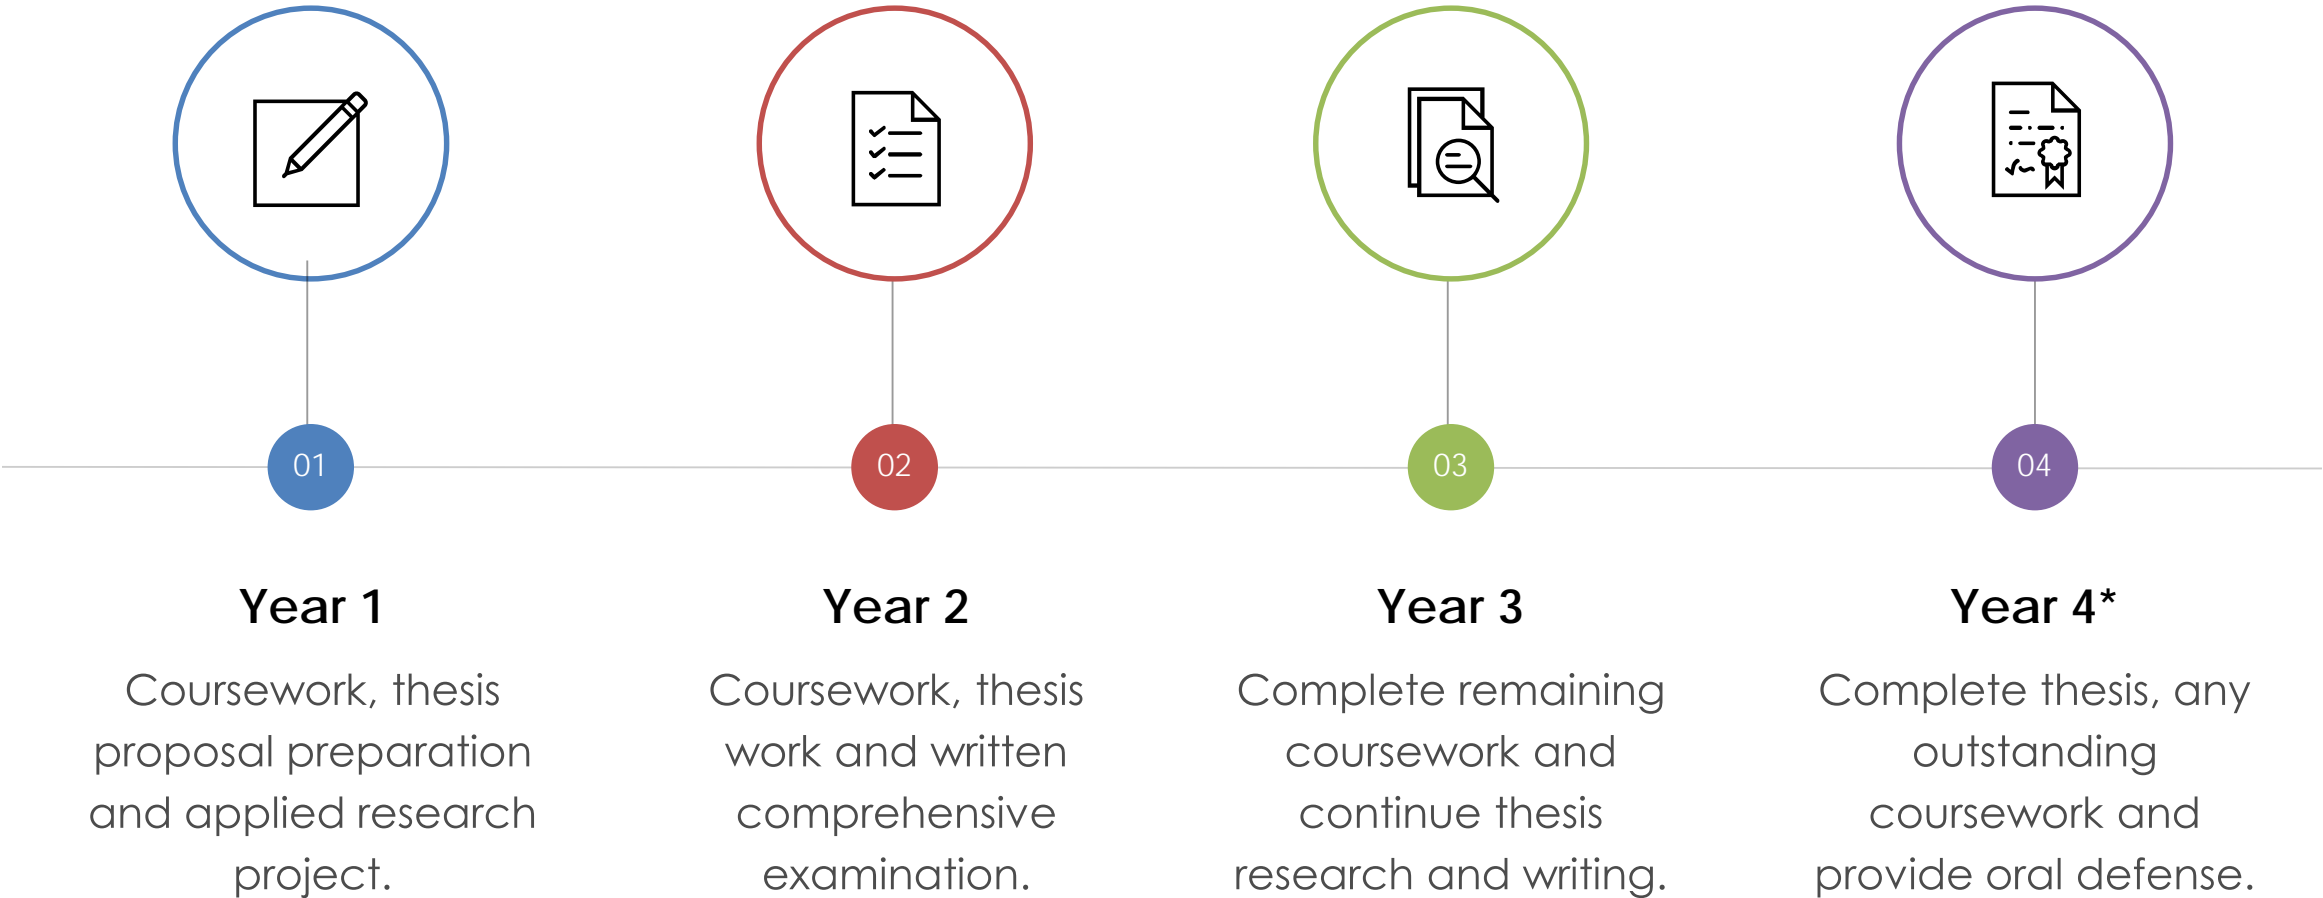 01
02
03
04
Year 1
Coursework, thesis
proposal preparation
and applied research
project.
Year 2
Coursework, thesis
work and written
comprehensive
examination.
Year 3
Complete remaining
coursework and
continue thesis
research and writing.
Year 4*
Complete thesis, any
outstanding
coursework and
provide oral defense.